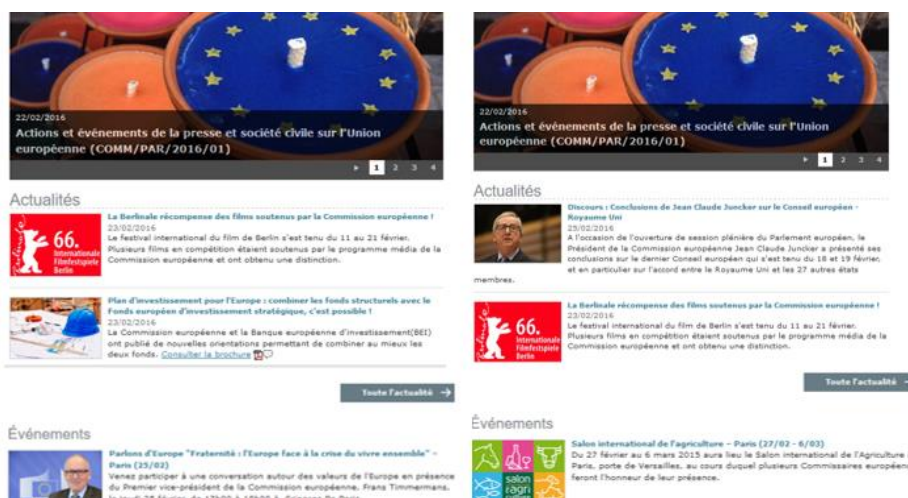 22/02/2016
Actions et événements de la presse et société civile sur l'Union
européenne (COMM/PAR/2016/01)
1 2 3 4
Actualités
66.
Internationale
Filmfestspiele
Berlin
La Berlinale récompense des films soutenus par la Commission européenne !
23/02/2016
Le festival international du film de Berlin s'est tenu du 11 au 21 février.
Plusieurs films en compétition étaient soutenus par le programme média de la
Commission européenne et ont obtenu une distinction.
Plan d'investissement pour l'Europe : combiner les fonds structurels avec le
Fonds européen d'investissement stratégique, c'est possible !
23/02/2016
La Commission européenne et la Banque européenne d'investissement(BEI)
ont publié de nouvelles orientations permettant de combiner au mieux les
deux fonds. Consulter la brochure
Toute l'actualité
Événements
Parlons d'Europe "Fraternité : l'Europe face à la crise du vivre ensemble" –
Paris (25/02)
Venez participer à une conversation autour des valeurs de l'Europe en présence
du Premier vice-président de la Commission européenne, Frans Timmermans,
22/02/2016
Actions et événements de la presse et société civile sur l'Union
européenne (COMM/PAR/2016/01)
1 2 3 4
Actualités
Discours : Conclusions de Jean Claude Juncker sur le Conseil européen -
Royaume Uni
25/02/2016
A l'occasion de l'ouverture de session plénière du Parlement européen, le
Président de la Commission européenne Jean Claude Juncker a présenté ses
conclusions sur le dernier Conseil européen qui s'est tenu du 18 et 19 février,
et en particulier sur l'accord entre le Royaume Uni et les 27 autres états
membres.
66.
Internationale
Filmfestspiele
Berlin
La Berlinale récompense des films soutenus par la Commission européenne !
23/02/2016
Le festival international du film de Berlin s'est tenu du 11 au 21 février.
Plusieurs films en compétition étaient soutenus par le programme média de la
Commission européenne et ont obtenu une distinction.
Toute l'actualité
Événements
salon
Salon international de l'agriculture – Paris (27/02 - 6/03)
Du 27 février au 6 mars 2015 aura lieu le Salon international de l'Agriculture
Paris, porte de Versailles, au cours duquel plusieurs Commissaires
feront l'honneur de leur présence.